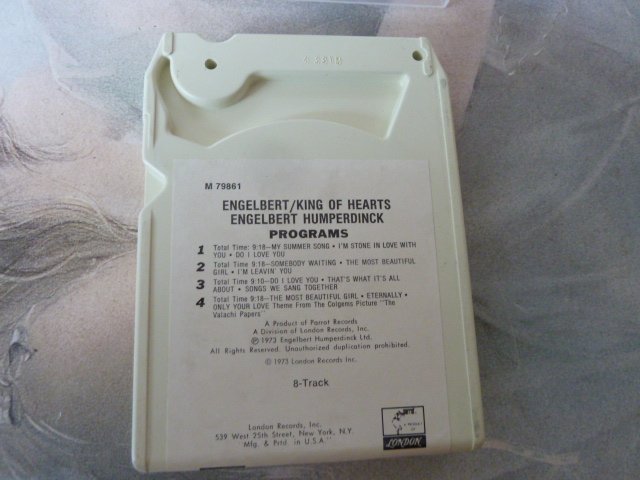 M 79861
ENGELBERT/KING OF HEARTS
ENGELBERT HUMPERDINCK
PROGRAMS
1 Total Time: 9:18—MY SUMMER SONG • I'M STONE IN LOVE WITH
YOU • DO I LOVE YOU
2 Total Time 9:18—SOMEBODY WAITING • THE MOST BEAUTIFUL
GIRL • I'M LEAVIN' YOU
3 Total Time: 9:10—DO I LOVE YOU • THAT'S WHAT IT'S ALL
ABOUT • SONGS WE SANG TOGETHER
4 Total Time 9:18—THE MOST BEAUTIFUL GIRL • ETERNALLY •
ONLY YOUR LOVE Theme From The Colgems Picture "The
Valachi Papers"
A Product of Parrot Records
A Division of London Records, Inc.
Ⓟ 1973 Engelbert Humperdinck Ltd.
All Rights Reserved. Unauthorized duplication prohibited.
© 1973 London Records Inc.
8-Track
London Records, Inc.
539 West 25th Street, New York, N.Y.
"Mfg. & Prtd. in U.S.A."
LONDON